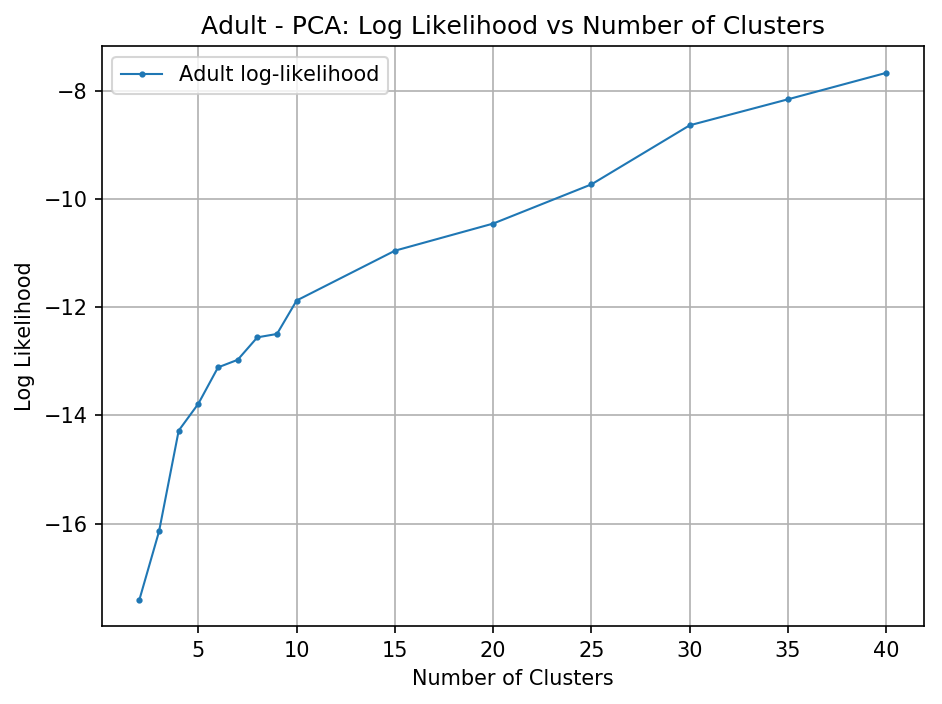 Adult - PCA: Log Likelihood vs Number of Clusters
Adult log-likelihood
−8
−10
−12
−14
−16
Log Likelihood
5 10 15 20 25 30 35 40
Number of Clusters